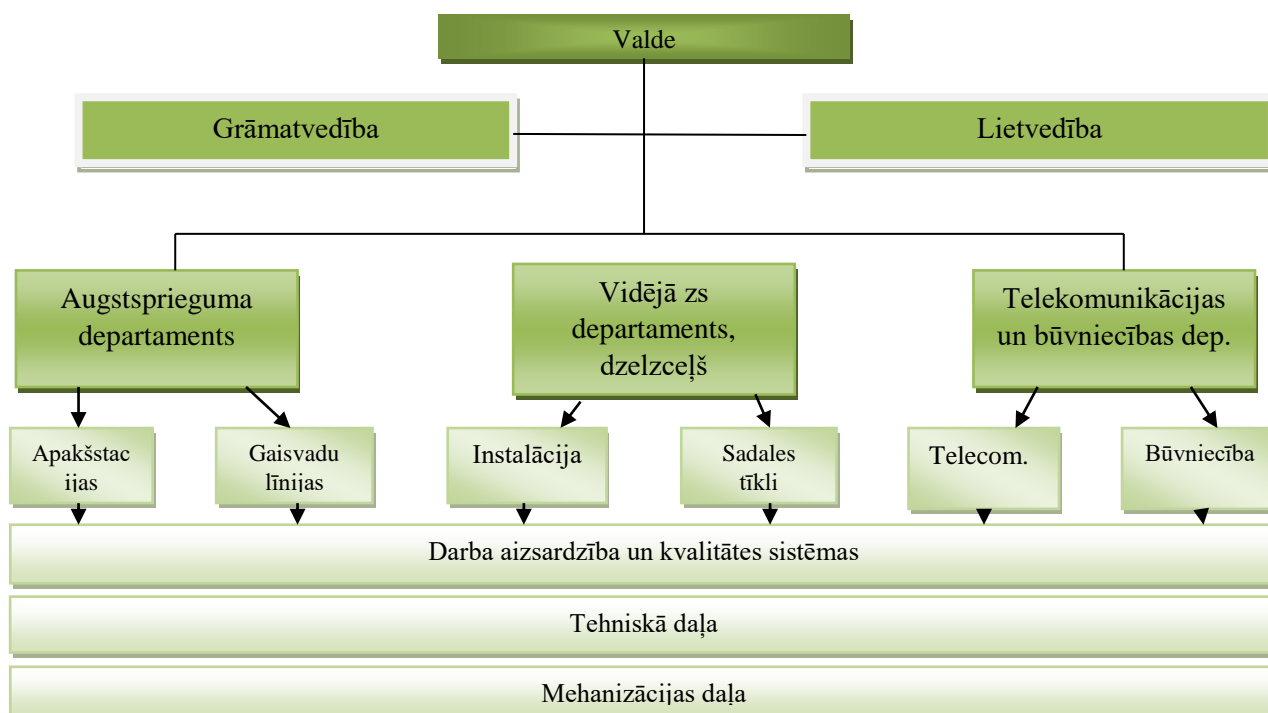 Valde
Grāmatvedība
Lietvedība
Augstsprieguma
departaments
Vidējā zs
departaments,
dzelzceļš
Telekomunikācijas
un būvniecības dep.
Apakšstac
ijas
Gaisvadu
līnijas
Instalācija
Sadales
tīkli
Telecom.
Būvniecība
Darba aizsardzība un kvalitātes sistēmas
Tehniskā daļa
Mehanizācijas daļa